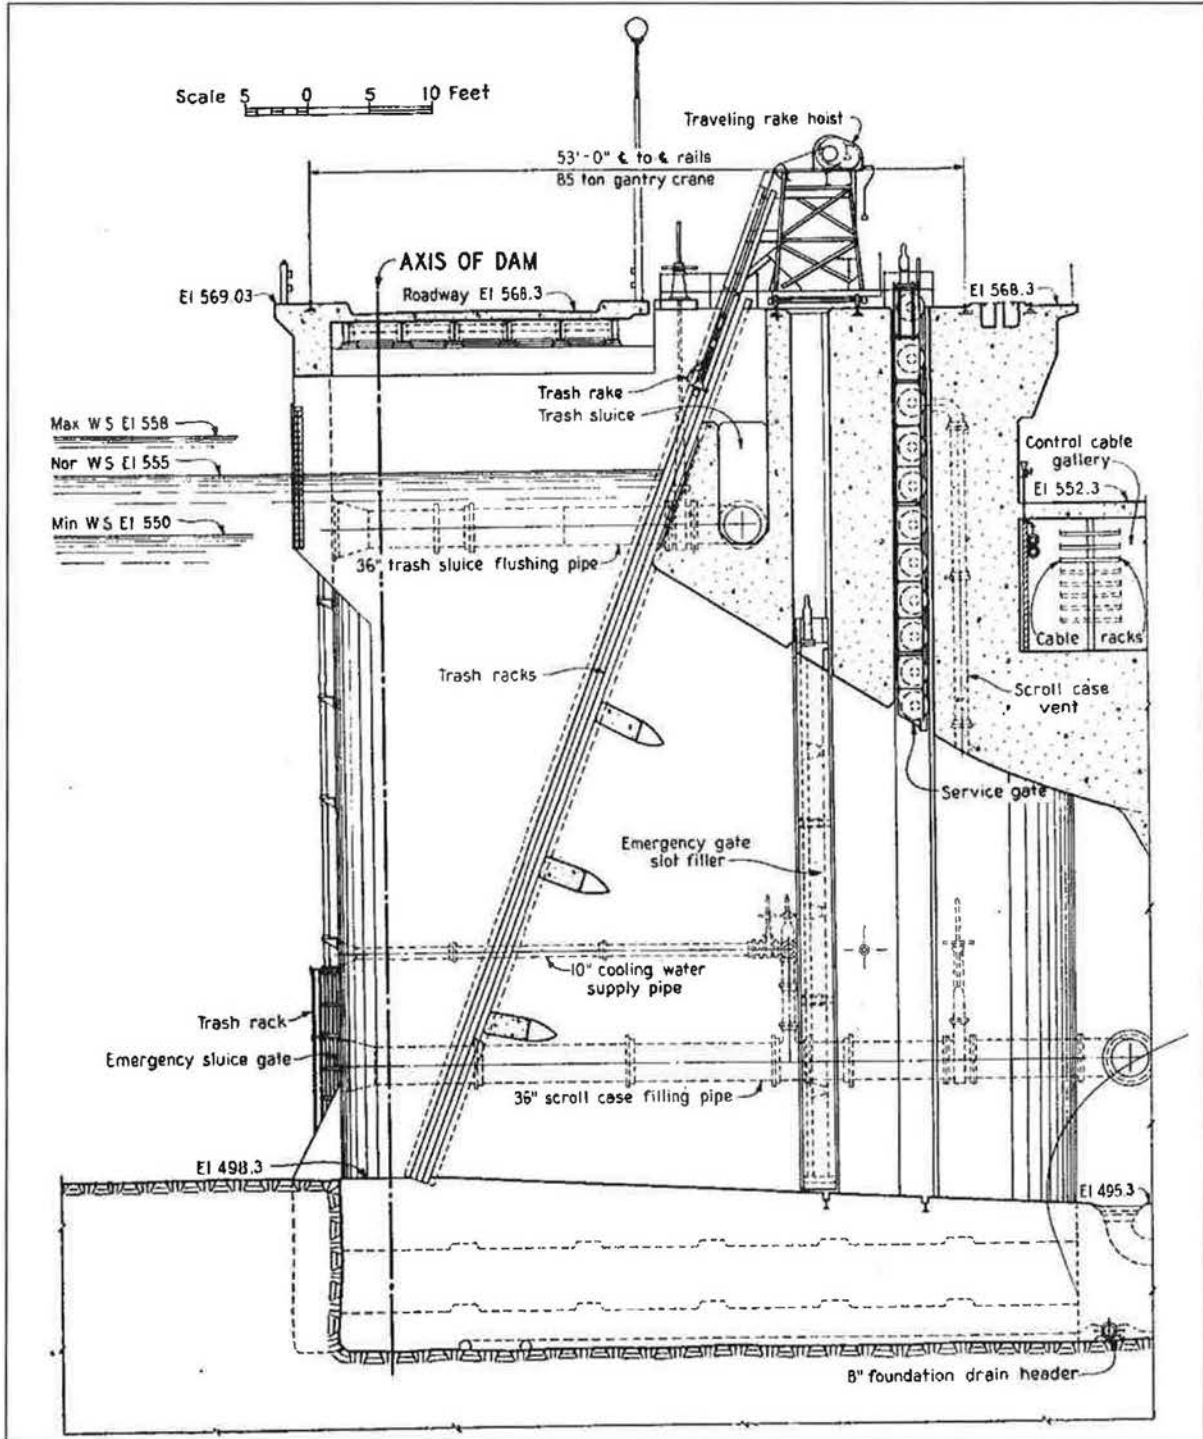 Scale 5 0 5 10 Feet
Traveling rake hoist
53'-0" ℄ to ℄ rails
85 ton gantry crane
AXIS OF DAM
El 569.03
Roadway El 568.3
El 568.3
Trash rake
Trash sluice
Max W S El 558
Nor WS El 555
Min WS El 550
Control cable
gallery
El 552.3
36" trash sluice flushing pipe
Cable racks
Trash racks
Scroll case
vent
Service gate
Emergency gate
slot filler
10" cooling water
supply pipe
Trash rack
Emergency sluice gate
36" scroll case filling pipe
El 498.3
El 495.3
8" foundation drain header